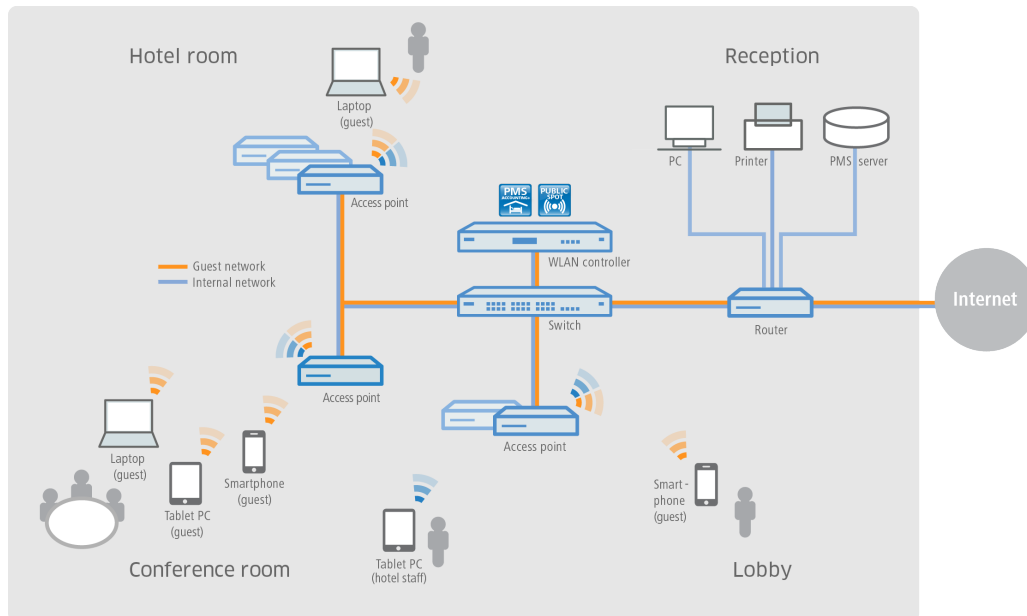 Hotel room
Reception
Laptop
(guest)
PC
Printer
PMS server
Access point
PMS
ACCOUNTING+
PUBLIC
SPOT
WLAN controller
Guest network
Internal network
Switch
Router
Internet
Access point
Access point
Laptop
(guest)
Tablet PC
(guest)
Smartphone
(guest)
Smart-
phone
(guest)
Tablet PC
(hotel staff)
Conference room
Lobby